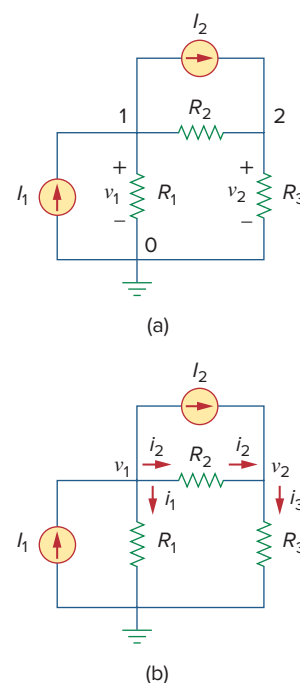 I₂
1 R₂ 2
I₁ + v₁ − R₁ + v₂ − R₃
0
(a)
I₂
v₁ i₂ R₂ i₂ v₂
i₁ i₃
I₁ R₁ R₃
(b)